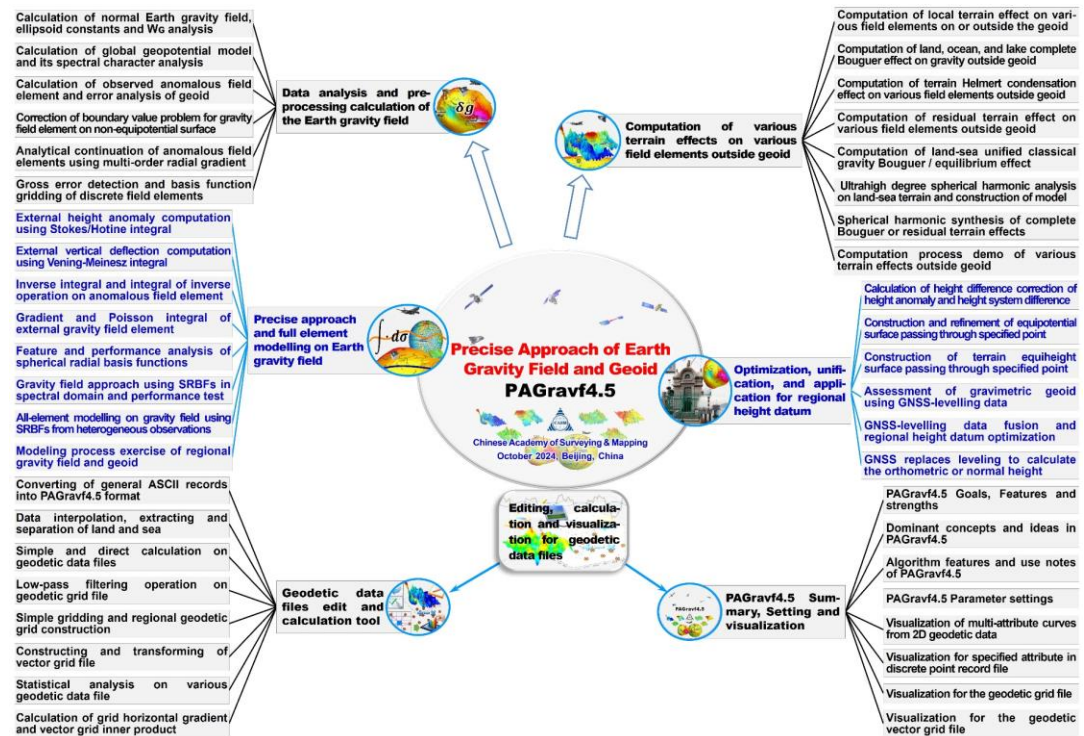 Calculation of normal Earth gravity field,
ellipsoid constants and WG analysis
Calculation of global geopotential model
and its spectral character analysis
Calculation of observed anomalous field
element and error analysis of geoid
Correction of boundary value problem for gravity
field element on non-equipotential surface
Analytical continuation of anomalous field
elements using multi-order radial gradient
Gross error detection and basis function
gridding of discrete field elements
Data analysis and pre-
processing calculation of
the Earth gravity field
δg
External height anomaly computation
using Stokes/Hotine integral
External vertical deflection computation
using Vening-Meinesz integral
Inverse integral and integral of inverse
operation on anomalous field element
Gradient and Poisson integral of
external gravity field element
Feature and performance analysis of
spherical radial basis functions
Gravity field approach using SRBFs in
spectral domain and performance test
All-element modelling on gravity field using
SRBFs from heterogeneous observations
Modeling process exercise of regional
gravity field and geoid
Precise approach
and full element
modelling on Earth
gravity field
∫ · dσ
Converting of general ASCII records
into PAGravf4.5 format
Data interpolation, extracting and
separation of land and sea
Simple and direct calculation on
geodetic data files
Low-pass filtering operation on
geodetic grid file
Simple gridding and regional geodetic
grid construction
Constructing and transforming of
vector grid file
Statistical analysis on various
geodetic data file
Calculation of grid horizontal gradient
and vector grid inner product
Geodetic data
files edit and
calculation tool
Precise Approach of Earth
Gravity Field and Geoid
PAGravf4.5
Chinese Academy of Surveying & Mapping
October 2024, Beijing, China
Editing, calcula-
tion and visualiza-
tion for geodetic
data files
Computation of various
terrain effects on various
field elements outside geoid
Computation of local terrain effect on vari-
ous field elements on or outside the geoid
Computation of land, ocean, and lake complete
Bouguer effect on gravity outside geoid
Computation of terrain Helmert condensation
effect on various field elements outside geoid
Computation of residual terrain effect on
various field elements outside geoid
Computation of land-sea unified classical
gravity Bouguer / equilibrium effect
Ultrahigh degree spherical harmonic analysis
on land-sea terrain and construction of model
Spherical harmonic synthesis of complete
Bouguer or residual terrain effects
Computation process demo of various
terrain effects outside geoid
Optimization, unifi-
cation, and appli-
cation for regional
height datum
Calculation of height difference correction of
height anomaly and height system difference
Construction and refinement of equipotential
surface passing through specified point
Construction of terrain equiheight
surface passing through specified point
Assessment of gravimetric geoid
using GNSS-levelling data
GNSS-levelling data fusion and
regional height datum optimization
GNSS replaces leveling to calculate
the orthometric or normal height
PAGravf4.5
PAGravf4.5 Sum-
mary, Setting and
visualization
PAGravf4.5 Goals, Features and
strengths
Dominant concepts and ideas in
PAGravf4.5
Algorithm features and use notes
of PAGravf4.5
PAGravf4.5 Parameter settings
Visualization of multi-attribute curves
from 2D geodetic data
Visualization for specified attribute in
discrete point record file
Visualization for the geodetic grid file
Visualization for the geodetic
vector grid file